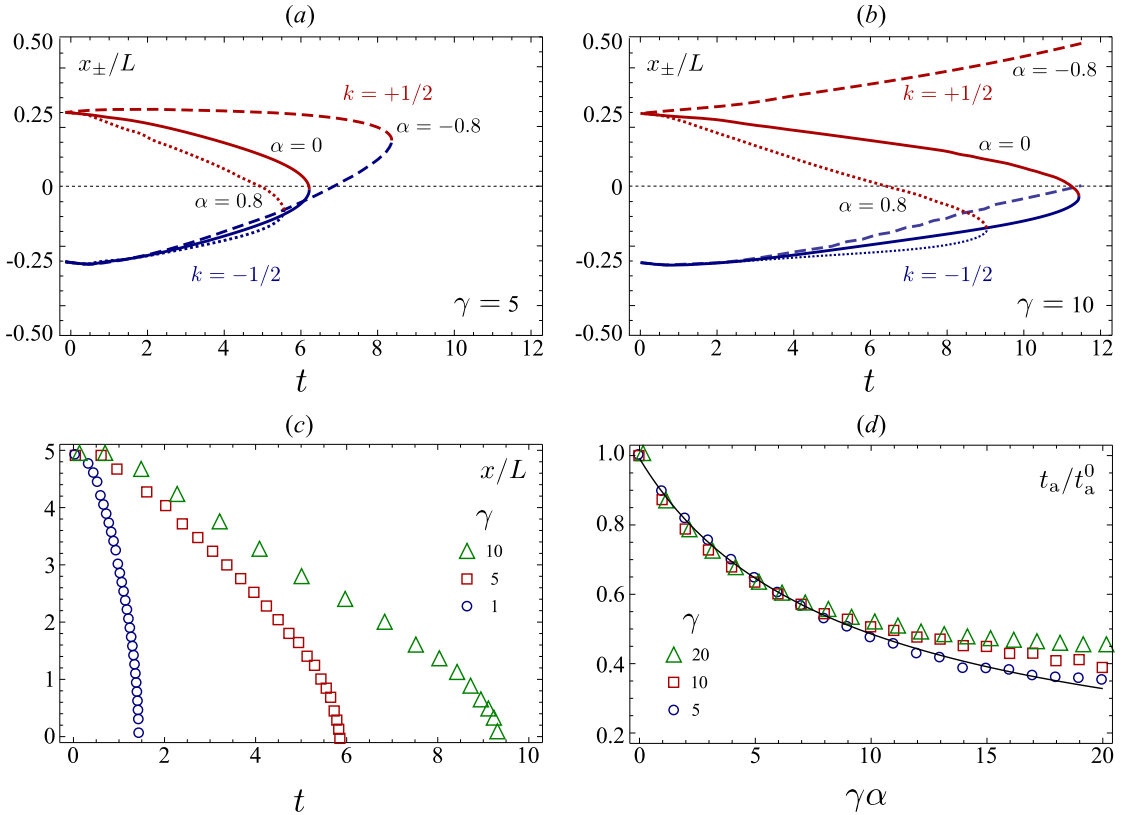 (a)
0.50
0.25
0
-0.25
-0.50
x±/L
k = +1/2
α = −0.8
α = 0
α = 0.8
k = −1/2
γ = 5
0 2 4 6 8 10 12
t
(b)
0.50
0.25
0
-0.25
-0.50
x±/L
α = −0.8
k = +1/2
α = 0
α = 0.8
k = −1/2
γ = 10
0 2 4 6 8 10 12
t
(c)
5
4
3
2
1
0
x/L
γ
10
5
1
0 2 4 6 8 10
t
(d)
1.0
0.8
0.6
0.4
0.2
tₐ/tₐ⁰
γ
20
10
5
0 5 10 15 20
γα